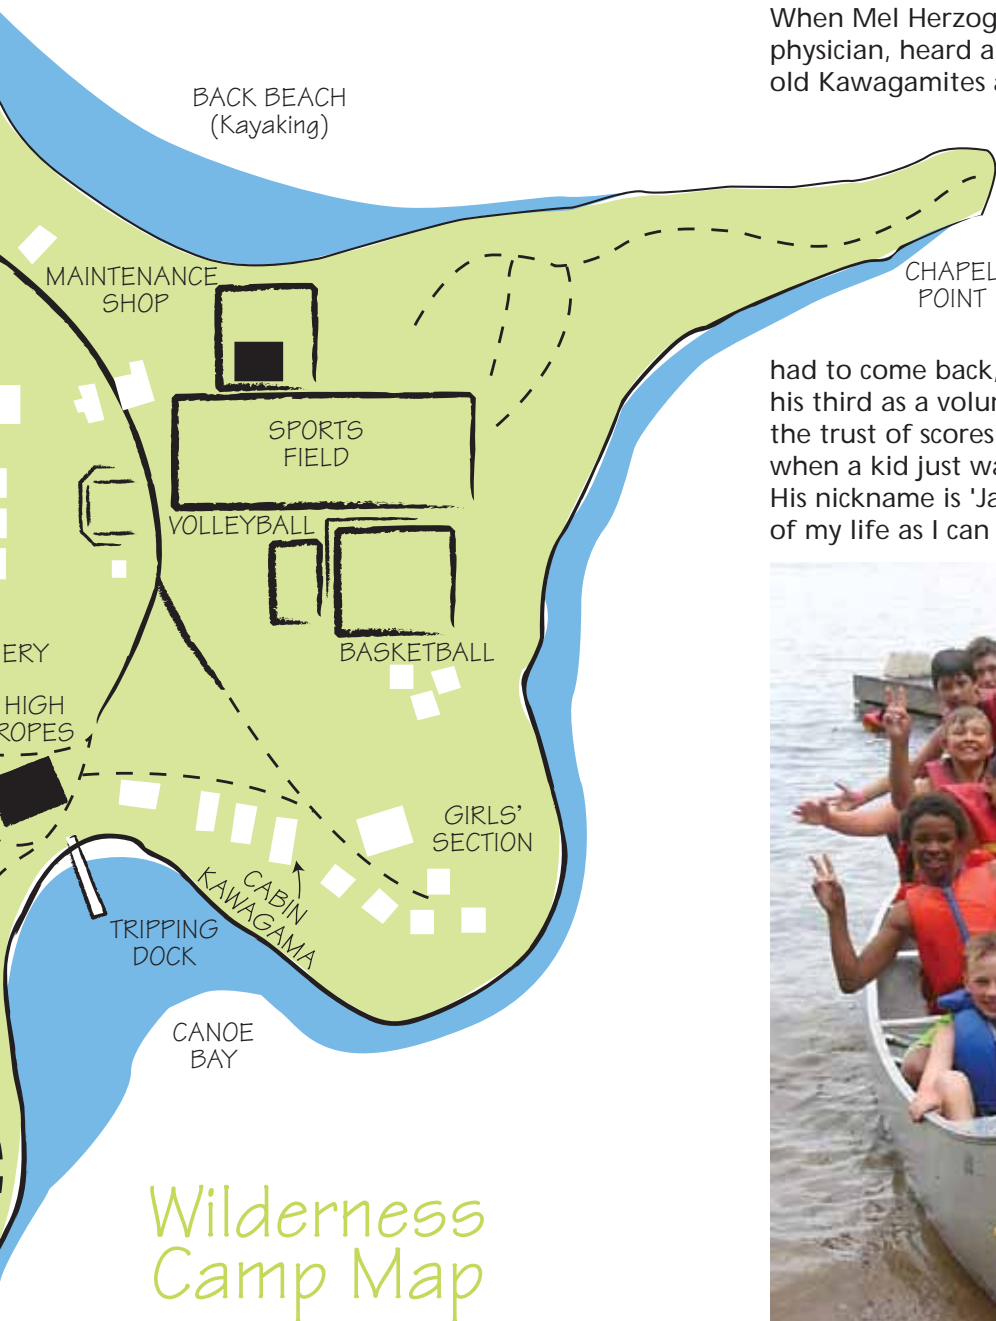 When Mel Herzog
physician, heard a
old Kawagamites
BACK BEACH
(Kayaking)
MAINTENANCE
SHOP
CHAPEL
POINT
SPORTS
FIELD
VOLLEYBALL
BASKETBALL
ERY
HIGH
ROPES
GIRLS'
SECTION
CABIN
KAWAGAMA
TRIPPING
DOCK
CANOE
BAY
Wilderness
Camp Map
had to come back,
his third as a volun
the trust of scores
when a kid just wa
His nickname is 'Ja
of my life as I can